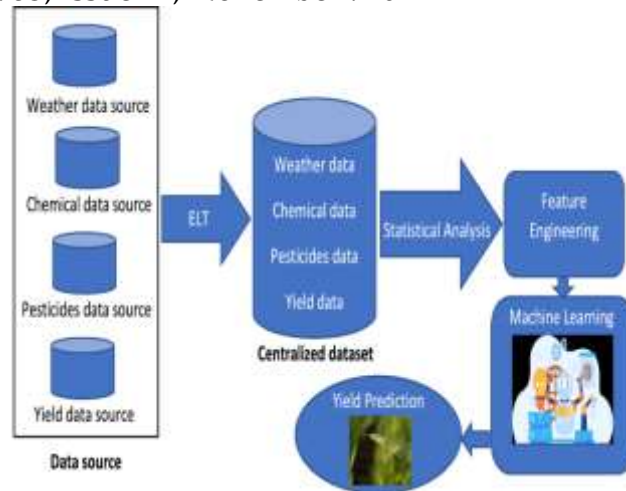 Weather data source
Chemical data source
Pesticides data source
Yield data source
Data source
ELT
Weather data
Chemical data
Pesticides data
Yield data
Centralized dataset
Statistical Analysis
Feature
Engineering
Machine Learning
Yield Prediction